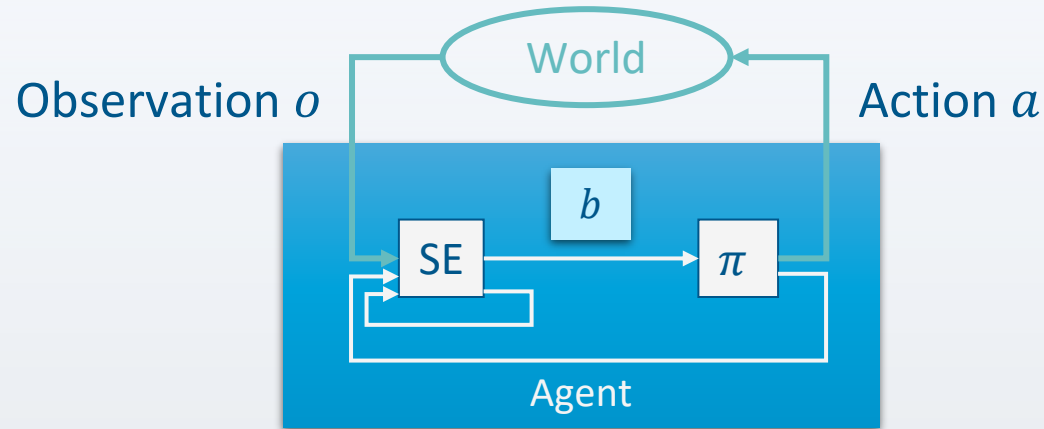 World
Observation 𝑜
Action 𝑎
𝑏
SE
𝜋
Agent